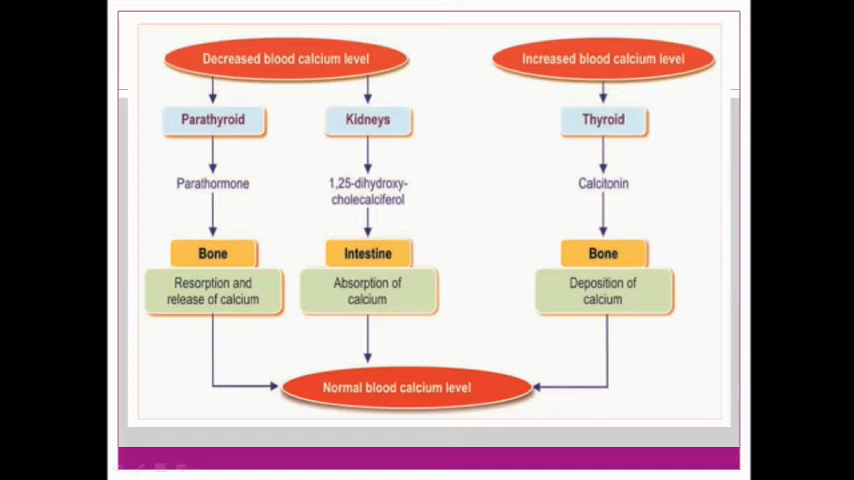 Decreased blood calcium level
Increased blood calcium level
Parathyroid
Kidneys
Thyroid
Parathormone
1,25-dihydroxy-
cholecalciferol
Calcitonin
Bone
Intestine
Bone
Resorption and
release of calcium
Absorption of
calcium
Deposition of
calcium
Normal blood calcium level